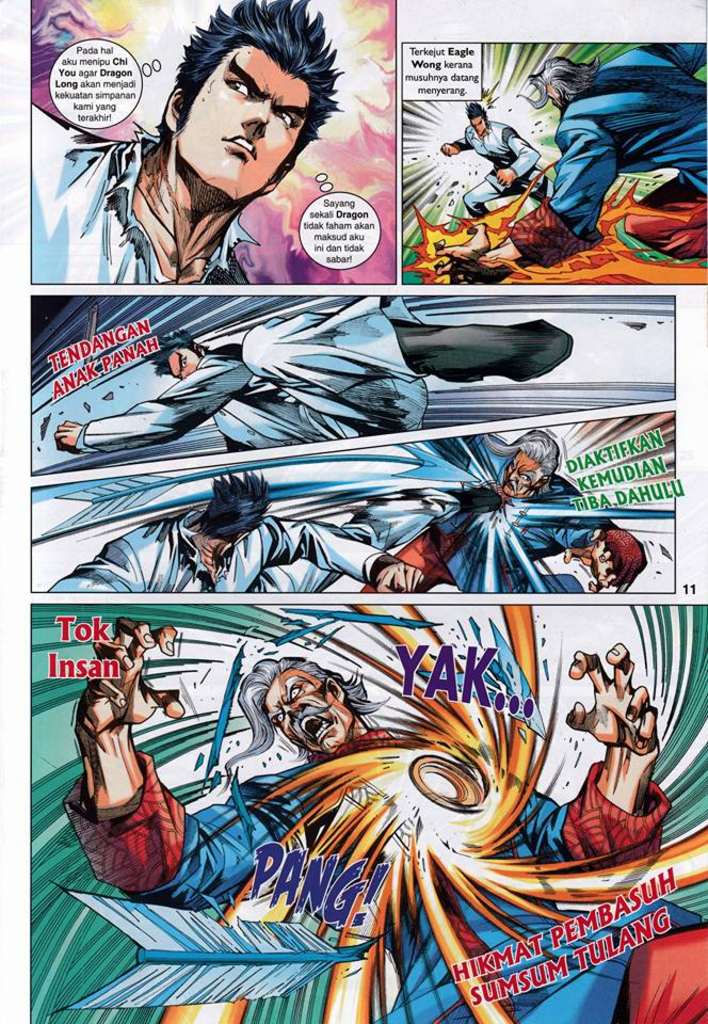 Pada hal
aku menipu Chi
You agar Dragon
Long akan menjadi
kekuatan simpanan
kami yang
terakhir!
Sayang
sekali Dragon
tidak faham akan
maksud aku
ini dan tidak
sabar!
Terkejut Eagle
Wong kerana
musuhnya datang
menyerang.
TENDANGAN
ANAK PANAH
DIAKTIFKAN
KEMUDIAN
TIBA DAHULU
11
Tok
Insan
YAK...
PANG!
HIKMAT PEMBASUH
SUMSUM TULANG